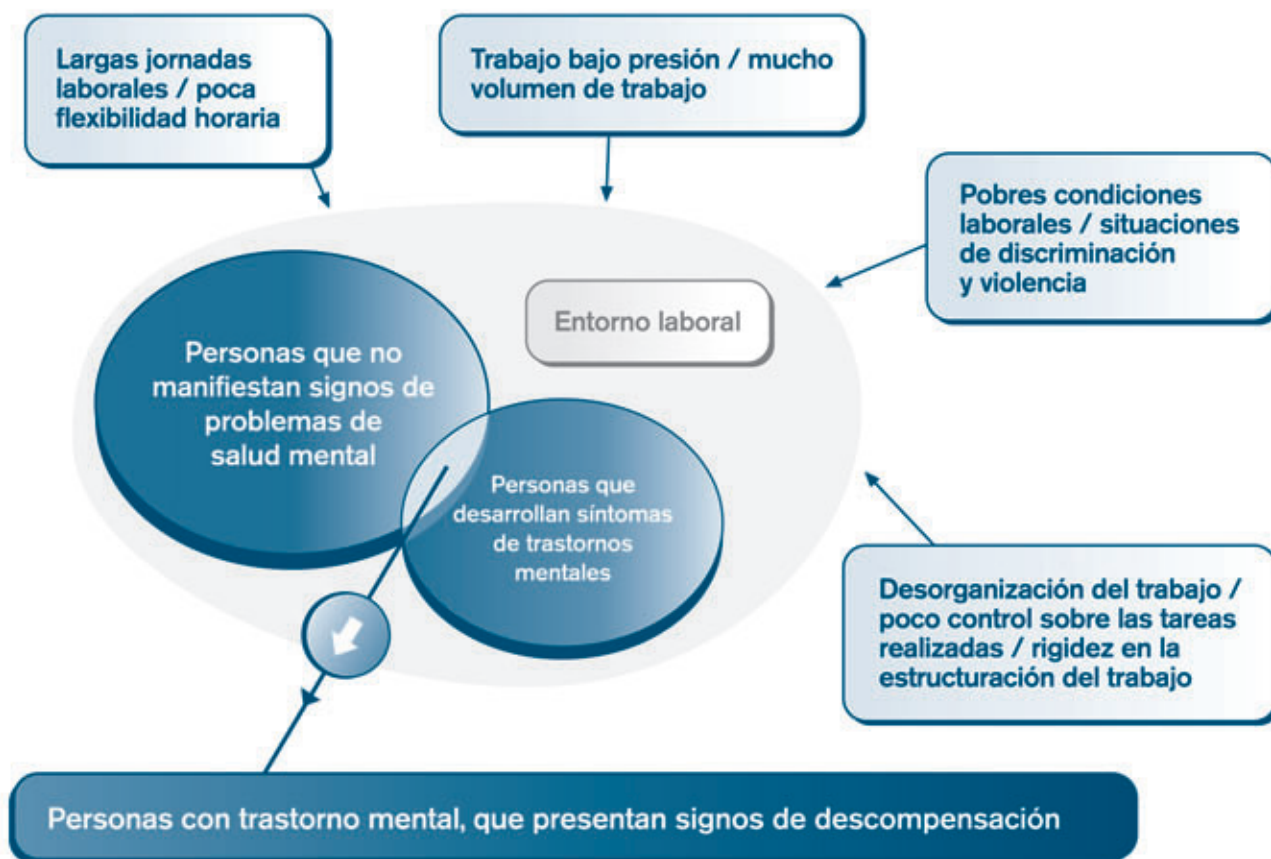 Largas jornadas
laborales / poca
flexibilidad horaria
Trabajo bajo presión / mucho
volumen de trabajo
Pobres condiciones
laborales / situaciones
de discriminación
y violencia
Entorno laboral
Personas que no
manifiestan signos de
problemas de
salud mental
Personas que
desarrollan síntomas
de trastornos
mentales
Desorganización del trabajo /
poco control sobre las tareas
realizadas / rigidez en la
estructuración del trabajo
Personas con trastorno mental, que presentan signos de descompensación